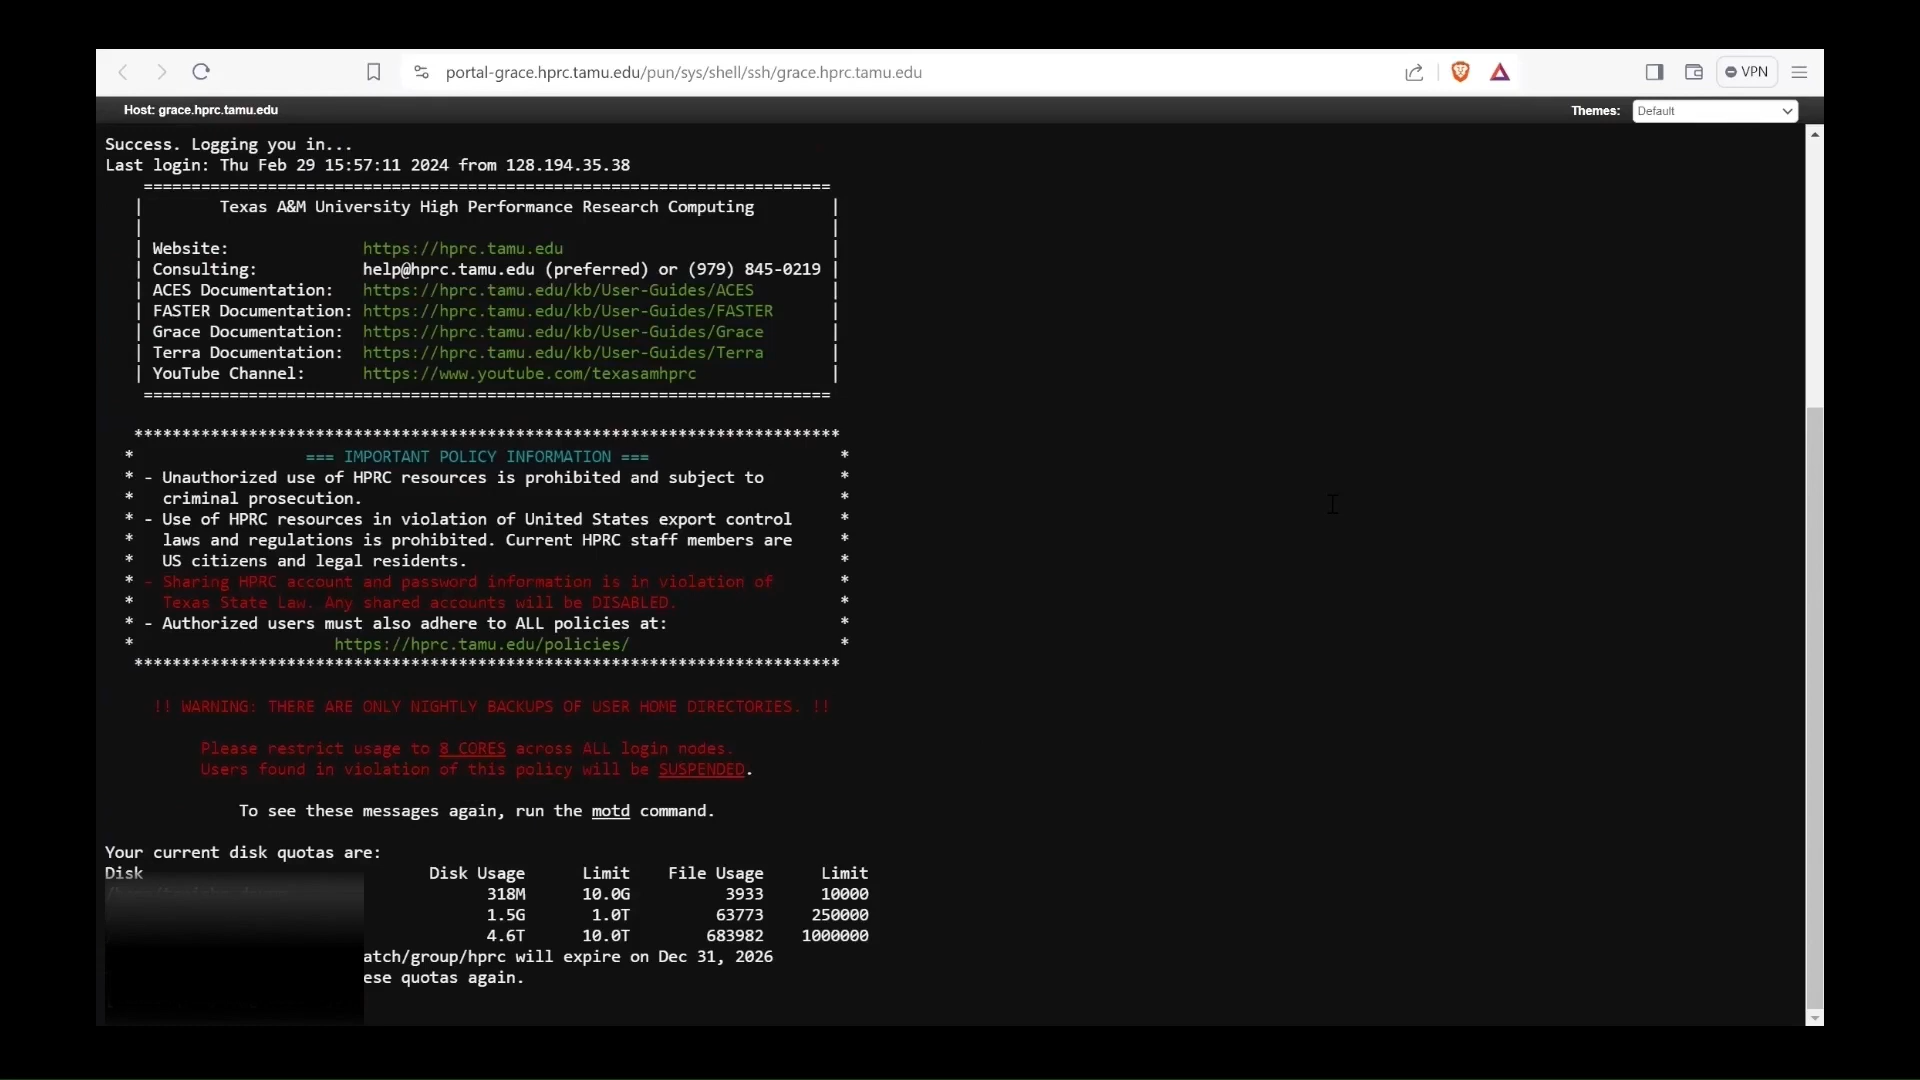 portal-grace.hprc.tamu.edu/pun/sys/shell/ssh/grace.hprc.tamu.edu
VPN
Host: grace.hprc.tamu.edu
Themes: Default
Success. Logging you in...
Last login: Thu Feb 29 15:57:11 2024 from 128.194.35.38
========================================================================
| Texas A&M University High Performance Research Computing |
| |
| Website: https://hprc.tamu.edu |
| Consulting: help@hprc.tamu.edu (preferred) or (979) 845-0219 |
| ACES Documentation: https://hprc.tamu.edu/kb/User-Guides/ACES |
| FASTER Documentation: https://hprc.tamu.edu/kb/User-Guides/FASTER |
| Grace Documentation: https://hprc.tamu.edu/kb/User-Guides/Grace |
| Terra Documentation: https://hprc.tamu.edu/kb/User-Guides/Terra |
| YouTube Channel: https://www.youtube.com/texasamhprc |
========================================================================
**************************************************************************
* === IMPORTANT POLICY INFORMATION === *
* - Unauthorized use of HPRC resources is prohibited and subject to *
* criminal prosecution. *
* - Use of HPRC resources in violation of United States export control *
* laws and regulations is prohibited. Current HPRC staff members are *
* US citizens and legal residents. *
* - Sharing HPRC account and password information is in violation of *
* Texas State Law. Any shared accounts will be DISABLED. *
* - Authorized users must also adhere to ALL policies at: *
* https://hprc.tamu.edu/policies/ *
**************************************************************************
!! WARNING: THERE ARE ONLY NIGHTLY BACKUPS OF USER HOME DIRECTORIES. !!
Please restrict usage to 8 CORES across ALL login nodes.
Users found in violation of this policy will be SUSPENDED.
To see these messages again, run the motd command.
Your current disk quotas are:
Disk Disk Usage Limit File Usage Limit
318M 10.0G 3933 10000
1.5G 1.0T 63773 250000
4.6T 10.0T 683982 1000000
atch/group/hprc will expire on Dec 31, 2026
ese quotas again.